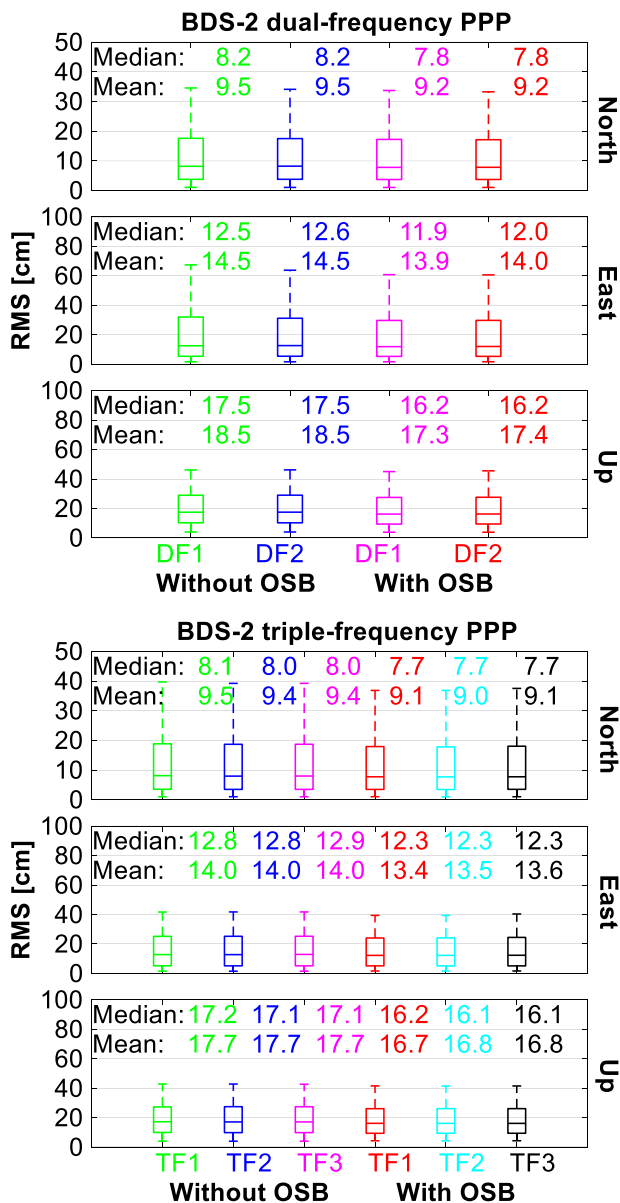 BDS-2 dual-frequency PPP
50
40
30
20
10
0
Median: 8.2 8.2 7.8 7.8
Mean: 9.5 9.5 9.2 9.2
North
100
80
60
40
20
0
Median: 12.5 12.6 11.9 12.0
Mean: 14.5 14.5 13.9 14.0
East
RMS [cm]
100
80
60
40
20
0
Median: 17.5 17.5 16.2 16.2
Mean: 18.5 18.5 17.3 17.4
Up
DF1 DF2 DF1 DF2
Without OSB With OSB
BDS-2 triple-frequency PPP
50
40
30
20
10
0
Median: 8.1 8.0 8.0 7.7 7.7 7.7
Mean: 9.5 9.4 9.4 9.1 9.0 9.1
North
100
80
60
40
20
0
Median: 12.8 12.8 12.9 12.3 12.3 12.3
Mean: 14.0 14.0 14.0 13.4 13.5 13.6
East
RMS [cm]
100
80
60
40
20
0
Median: 17.2 17.1 17.1 16.2 16.1 16.1
Mean: 17.7 17.7 17.7 16.7 16.8 16.8
Up
TF1 TF2 TF3 TF1 TF2 TF3
Without OSB With OSB